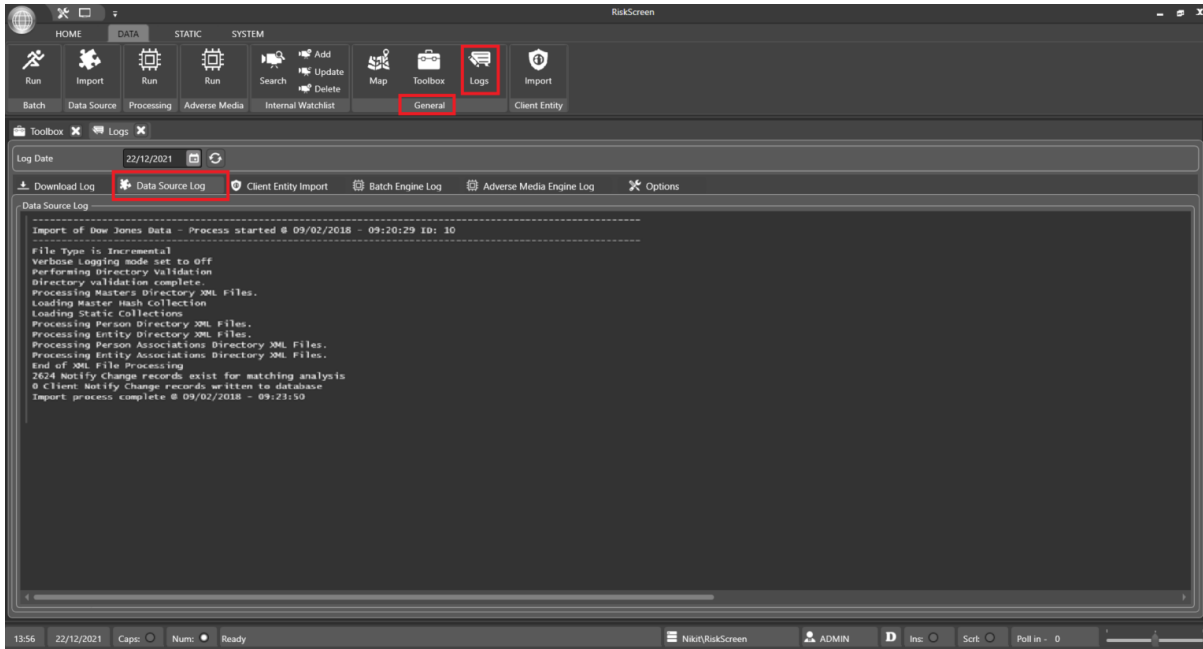 RiskScreen
HOME DATA STATIC SYSTEM
Run Import Run Run Search Add Update Delete Map Toolbox Logs Import
Batch Data Source Processing Adverse Media Internal Watchlist General Client Entity
Toolbox Logs
Log Date 22/12/2021
Download Log Data Source Log Client Entity Import Batch Engine Log Adverse Media Engine Log Options
Data Source Log
--------------------------------------------------------------------------------
Import of Dow Jones Data - Process started @ 09/02/2018 - 09:20:29 ID: 10
--------------------------------------------------------------------------------
File Type is Incremental
Verbose Logging mode set to Off
Performing Directory Validation
Directory validation complete.
Processing Masters Directory XML Files.
Loading Master Hash Collection
Loading Static Collections
Processing Person Directory XML Files.
Processing Entity Directory XML Files.
Processing Person Associations Directory XML Files.
Processing Entity Associations Directory XML Files.
End of XML File Processing
2624 Notify Change records exist for matching analysis
0 Client Notify Change records written to database
Import process complete @ 09/02/2018 - 09:23:50
13:56 22/12/2021 Caps: Num: Ready Nikit\RiskScreen ADMIN D Ins: Scrl: Poll in - 0